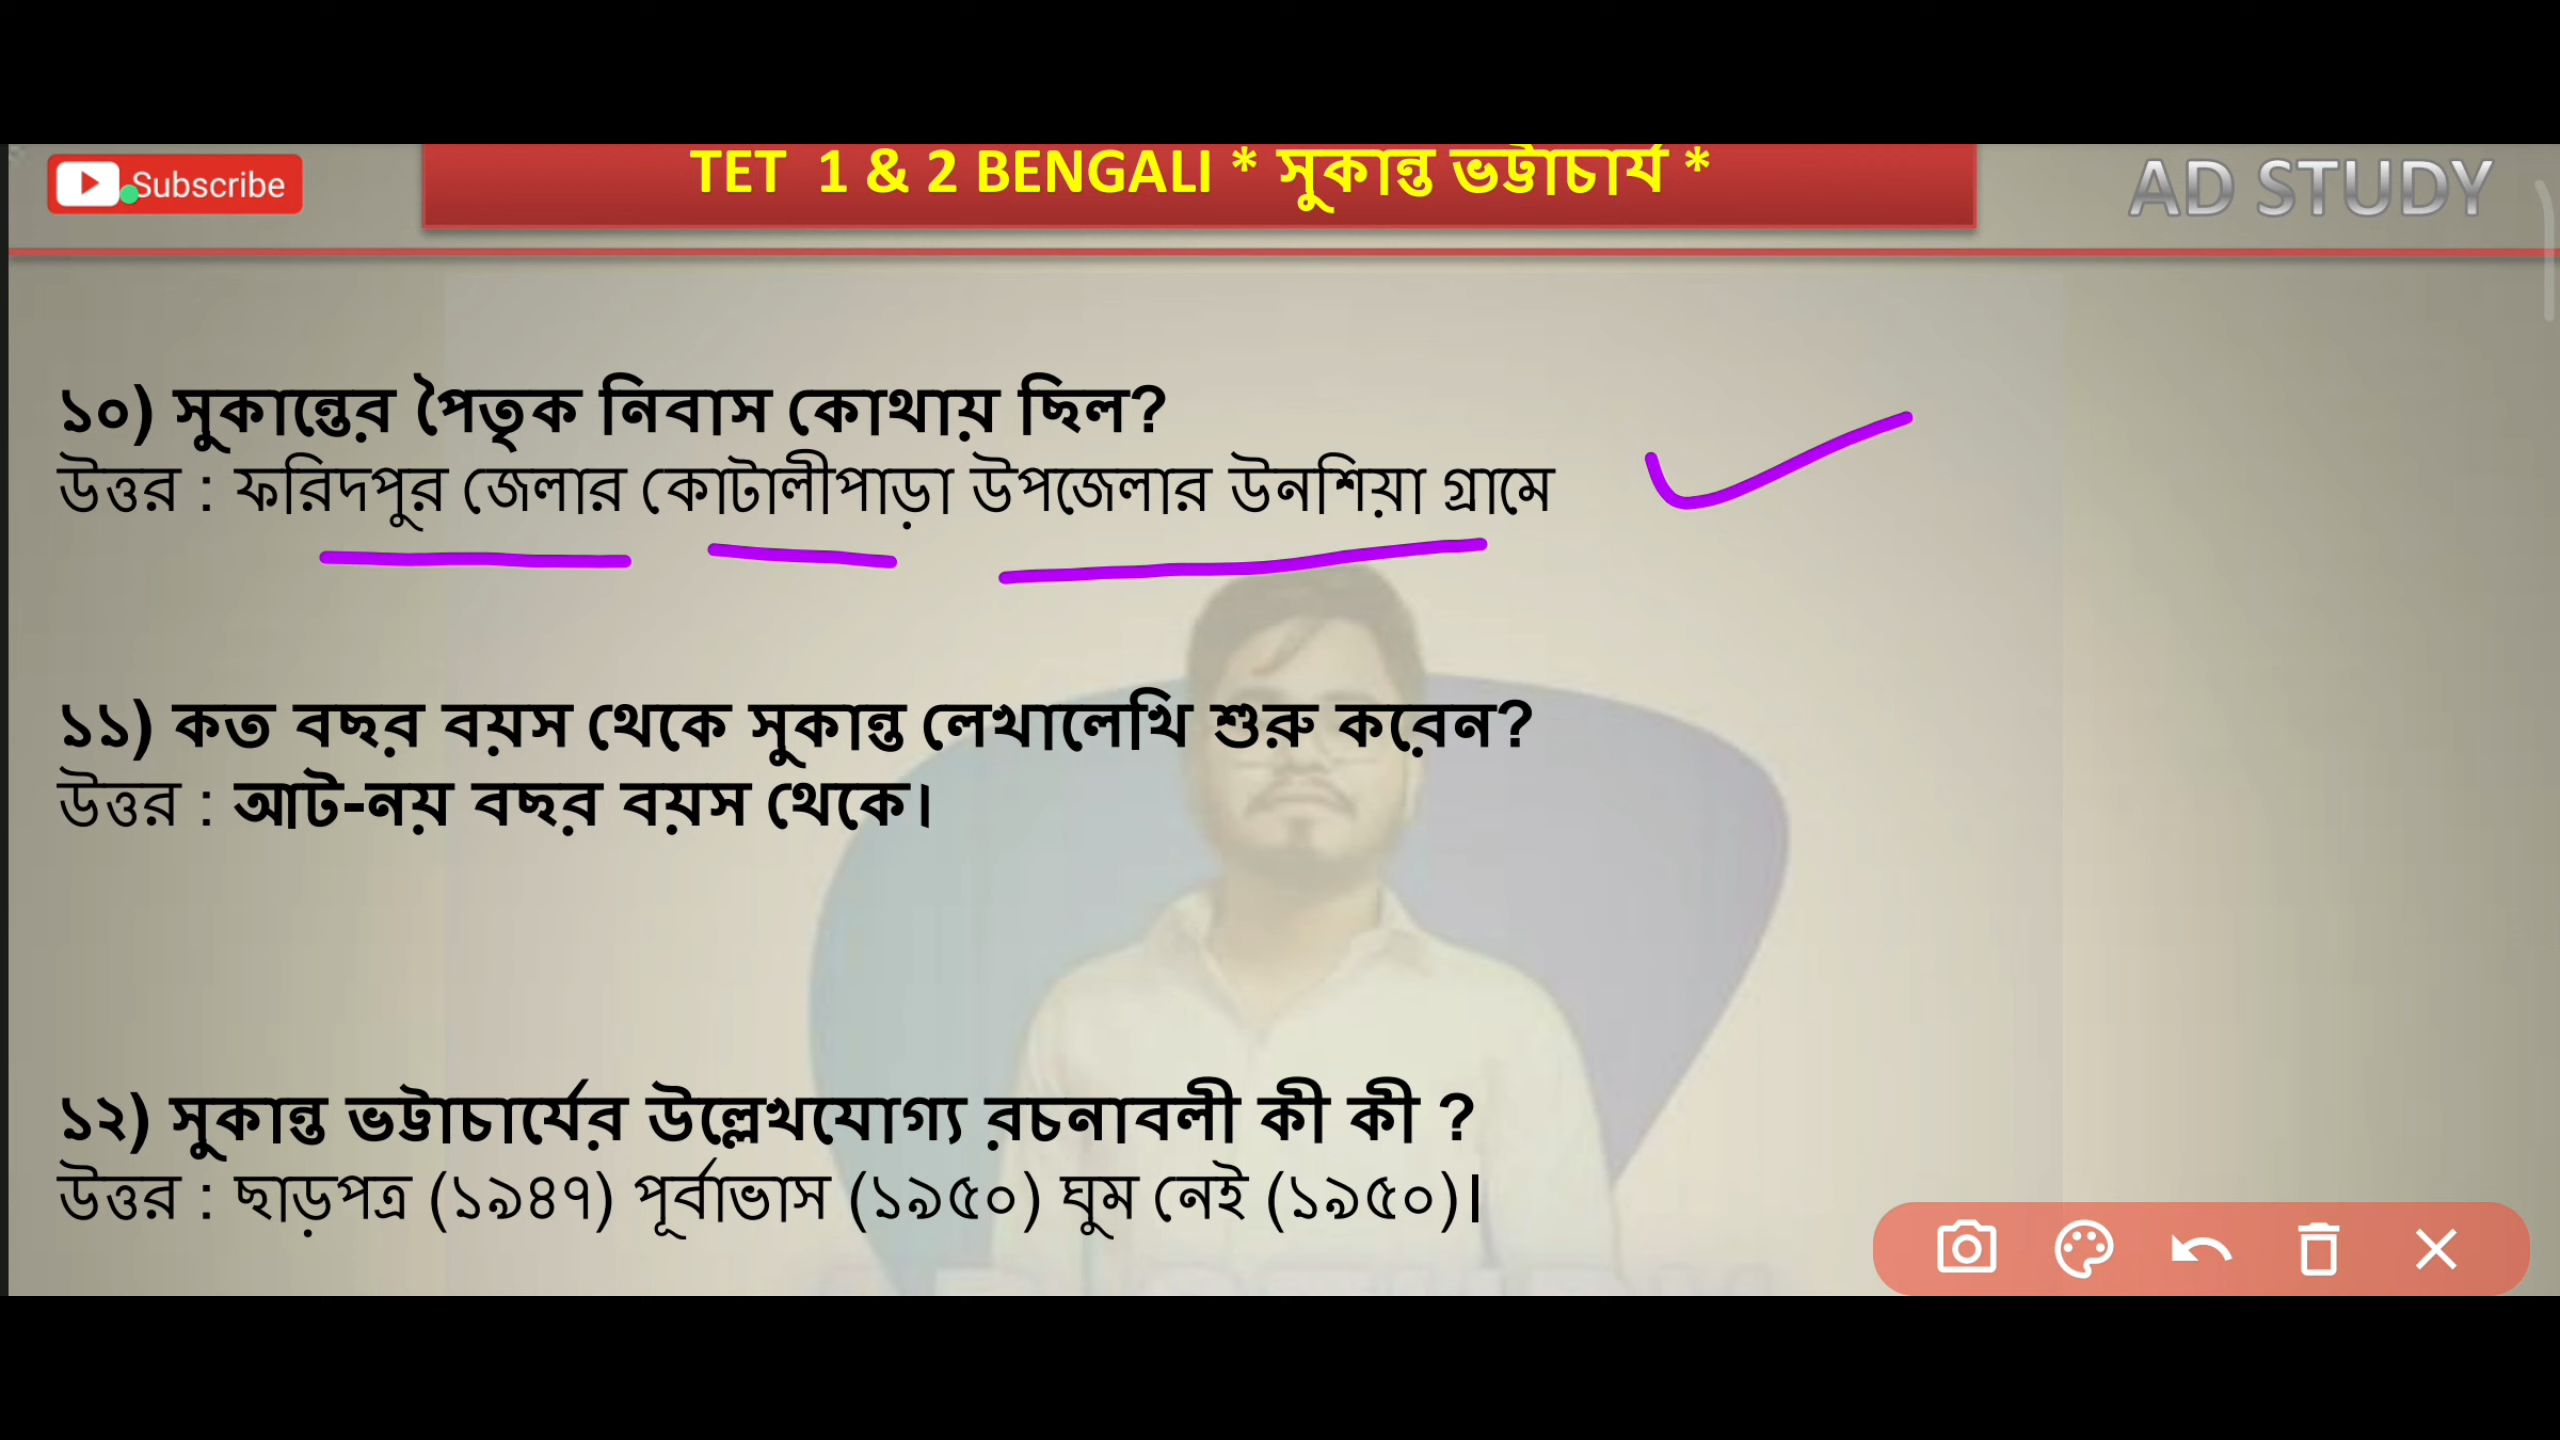 Subscribe
TET 1 & 2 BENGALI * সুকান্ত ভট্টাচার্য *
AD STUDY
১০) সুকান্তের পৈতৃক নিবাস কোথায় ছিল?
উত্তর : ফরিদপুর জেলার কোটালীপাড়া উপজেলার উনশিয়া গ্রামে
১১) কত বছর বয়স থেকে সুকান্ত লেখালেখি শুরু করেন?
উত্তর : আট-নয় বছর বয়স থেকে।
১২) সুকান্ত ভট্টাচার্যের উল্লেখযোগ্য রচনাবলী কী কী ?
উত্তর : ছাড়পত্র (১৯৪৭) পূর্বাভাস (১৯৫০) ঘুম নেই (১৯৫০)।